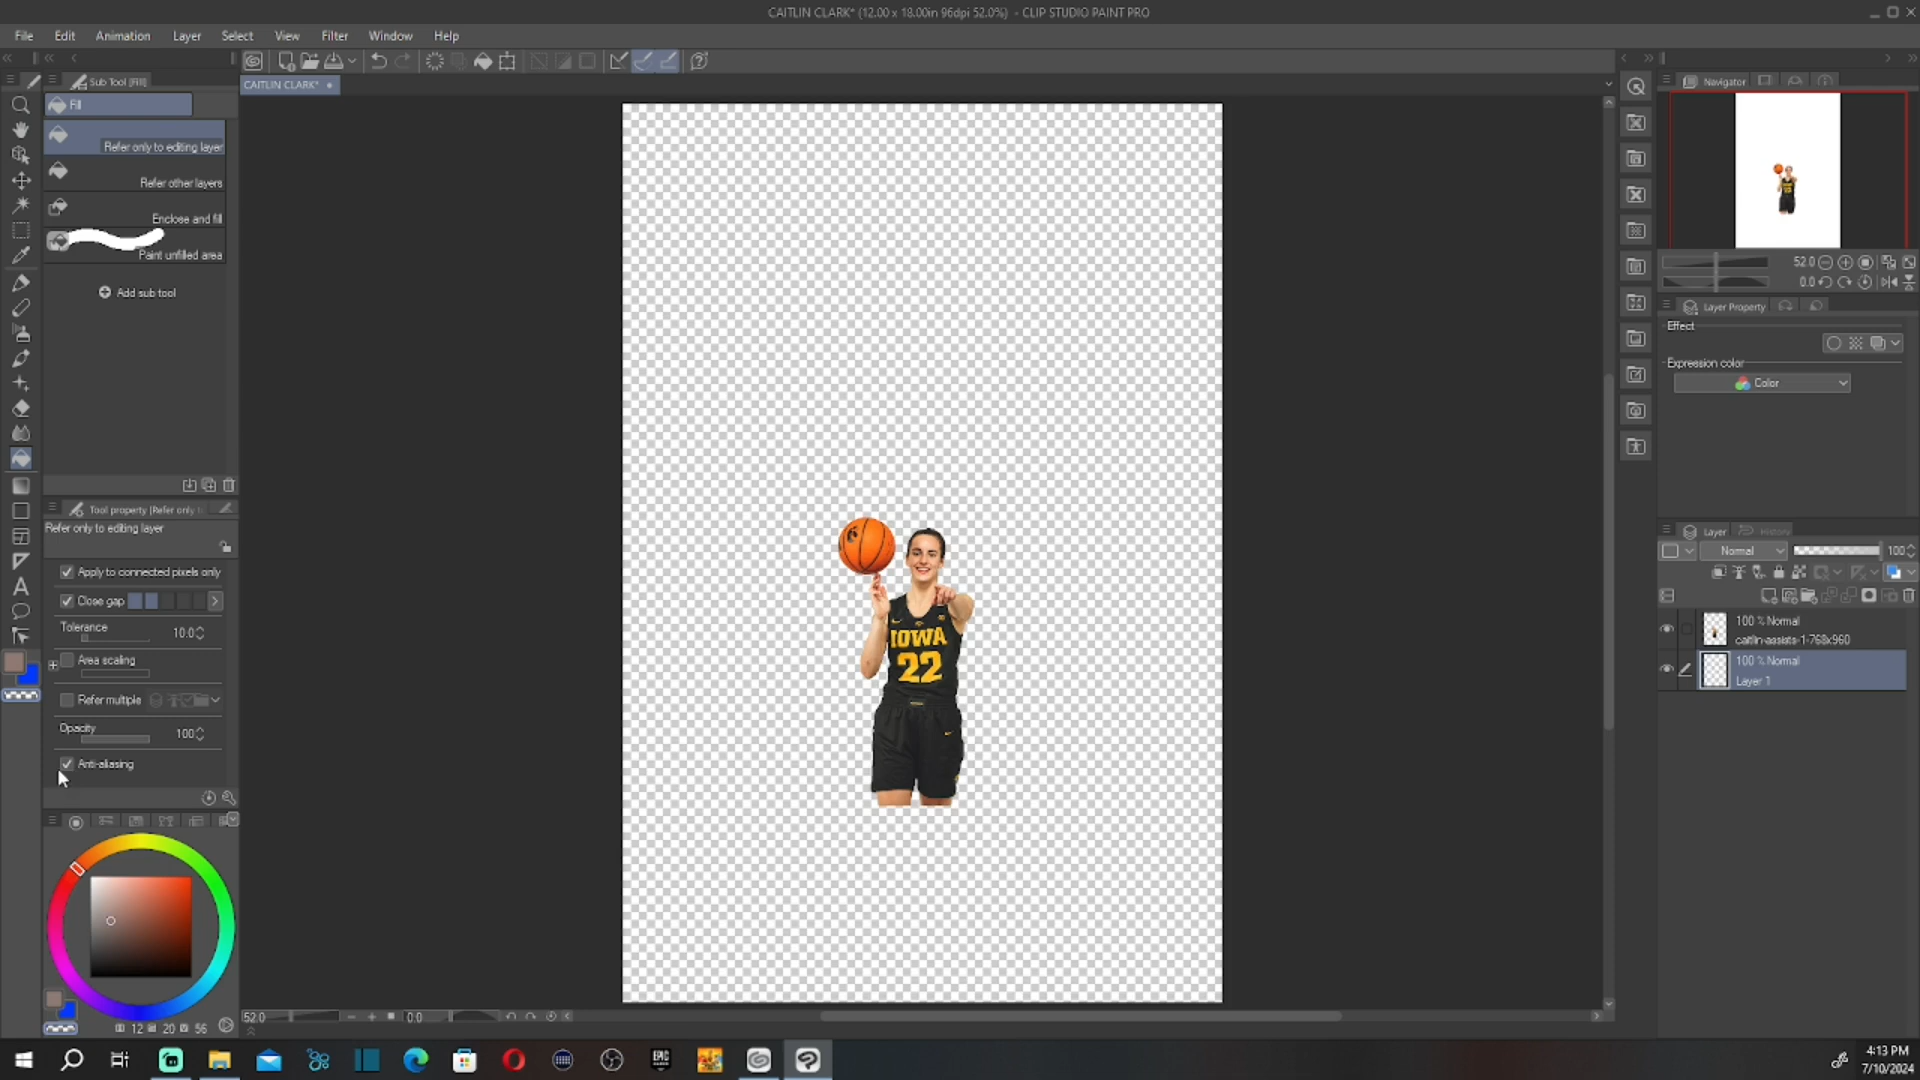 CAITLIN CLARK* (12.00 x 18.00in 96dpi 52.0%) - CLIP STUDIO PAINT PRO
File Edit Animation Layer Select View Filter Window Help
Sub Tool [Fill]
CAITLIN CLARK*
Navigator
Fill
Refer only to editing layer
Refer other layers
Enclose and fill
Paint unfilled area
Add sub tool
52.0
0.0
Layer Property
Effect
Expression color
Color
Tool property [Refer only
Refer only to editing layer
Apply to connected pixels only
Close gap
Tolerance
10.0
Area scaling
Refer multiple
Opacity
100
Anti-aliasing
Layer History
Normal 100
100 % Normal
caitlin-assists-1-768x960
100 % Normal
Layer 1
IOWA
22
12 20 56
52.0 0.0
EPIC
4:13 PM
7/10/2024